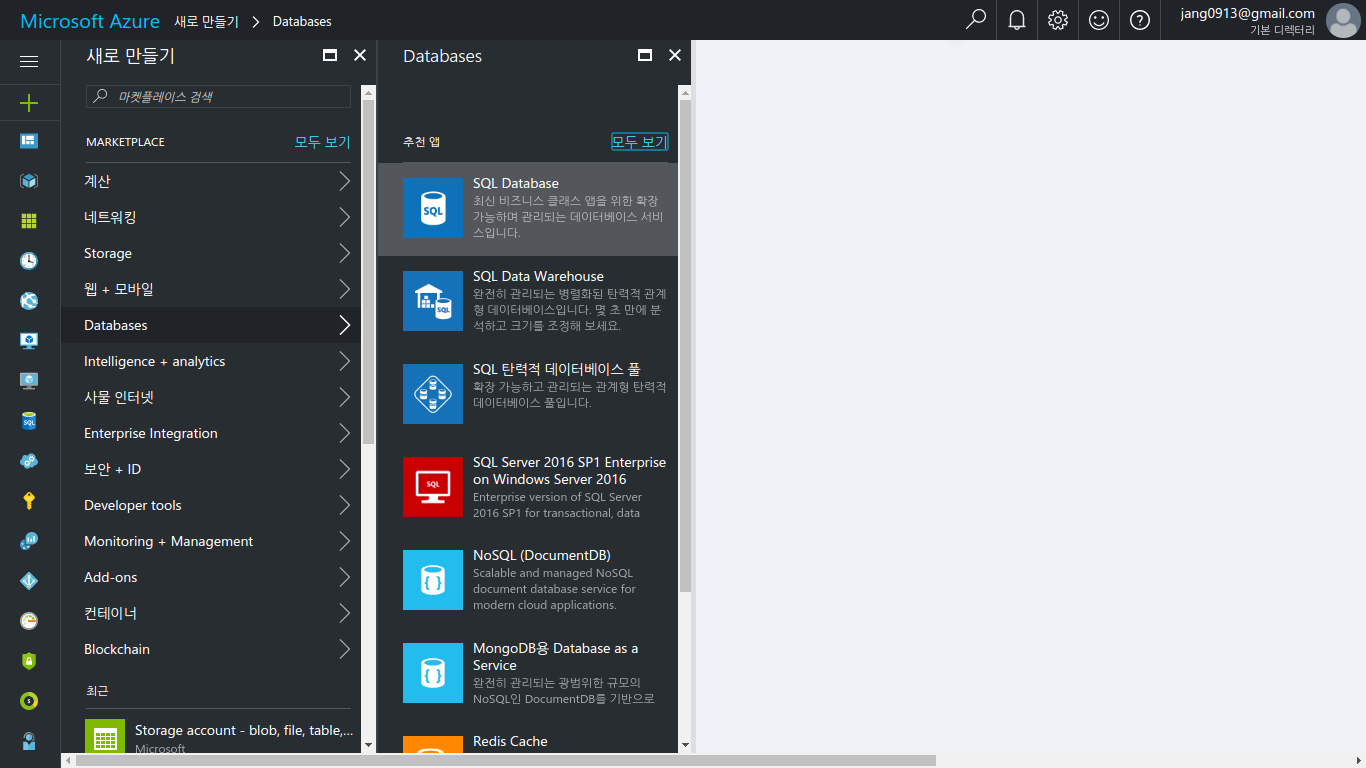 Microsoft Azure 새로 만들기 > Databases
jang0913@gmail.com
기본 디렉터리
새로 만들기
마켓플레이스 검색
MARKETPLACE 모두 보기
계산
네트워킹
Storage
웹 + 모바일
Databases
Intelligence + analytics
사물 인터넷
Enterprise Integration
보안 + ID
Developer tools
Monitoring + Management
Add-ons
컨테이너
Blockchain
최근
Storage account - blob, file, table,...
Microsoft
Databases
추천 앱 모두 보기
SQL
SQL Database
최신 비즈니스 클래스 앱을 위한 확장
가능하며 관리되는 데이터베이스 서비
스입니다.
SQL Data Warehouse
완전히 관리되는 병렬화된 탄력적 관계
형 데이터베이스입니다. 몇 초 만에 분
석하고 크기를 조정해 보세요.
SQL 탄력적 데이터베이스 풀
확장 가능하고 관리되는 관계형 탄력적
데이터베이스 풀입니다.
SQL
SQL Server 2016 SP1 Enterprise
on Windows Server 2016
Enterprise version of SQL Server
2016 SP1 for transactional, data
NoSQL (DocumentDB)
Scalable and managed NoSQL
document database service for
modern cloud applications.
MongoDB용 Database as a
Service
완전히 관리되는 광범위한 규모의
NoSQL인 DocumentDB를 기반으로
Redis Cache